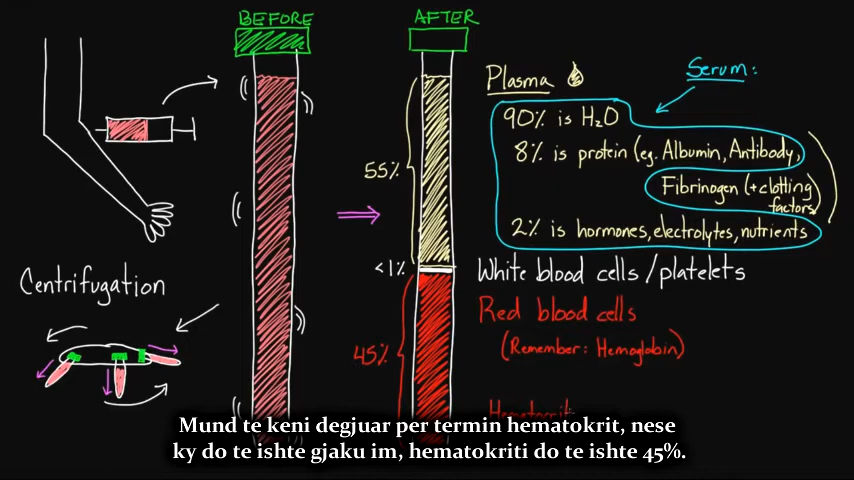 BEFORE
AFTER
Plasma
Serum:
90% is H₂O
8% is protein (eg. Albumin, Antibody,
Fibrinogen (+clotting
factors)
2% is hormones, electrolytes, nutrients
55%
<1%
White blood cells/platelets
Centrifugation
Red blood cells
(Remember: Hemoglobin)
45%
Hematocrit:
Mund te keni degjuar per termin hematokrit, nese
ky do te ishte gjaku im, hematokriti do te ishte 45%.